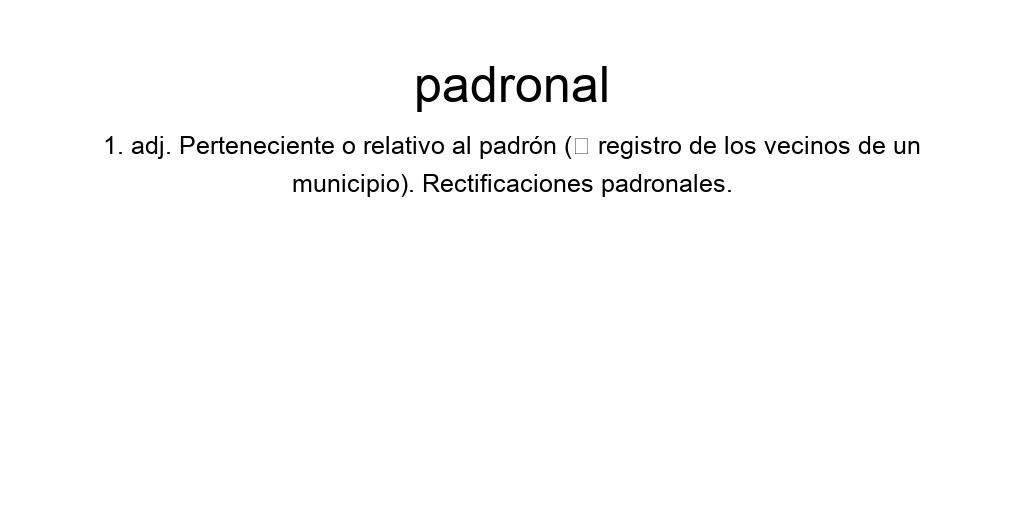 padronal
1. adj. Perteneciente o relativo al padrón (□ registro de los vecinos de un
municipio). Rectificaciones padronales.